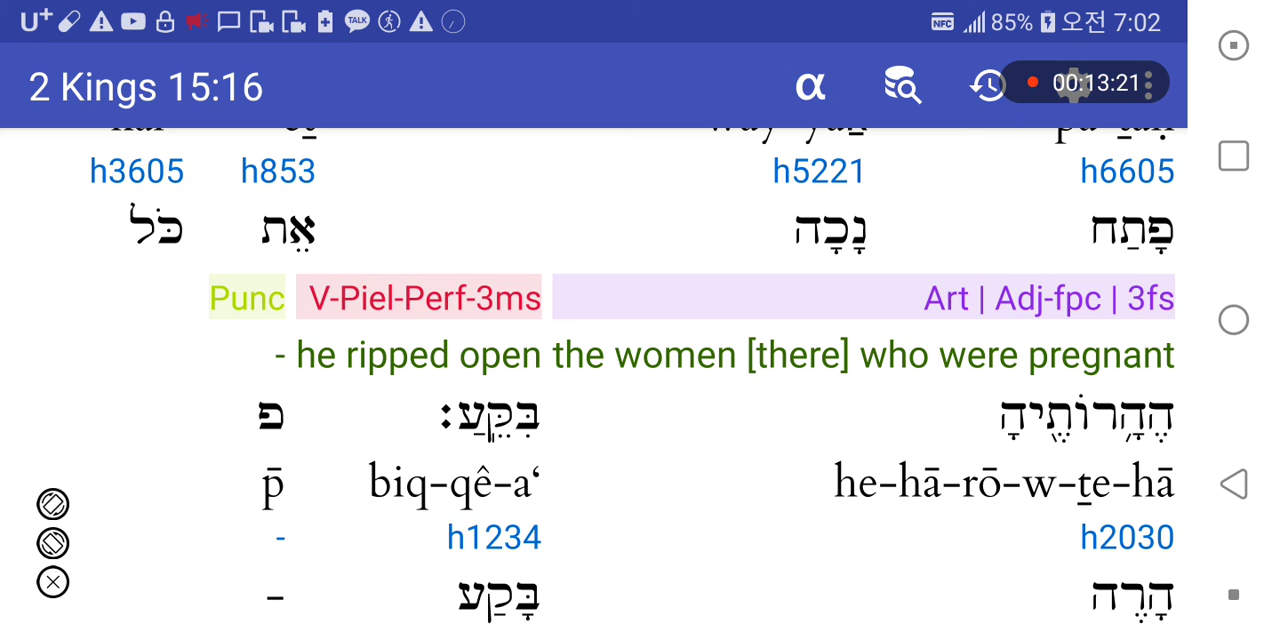 U+ TALK NFC 85% 오전 7:02
2 Kings 15:16 α 00:13:21
h3605 h853 h5221 h6605
פָּתַח נָכָה אֵת כֹּל
Art | Adj-fpc | 3fs V-Piel-Perf-3ms Punc
- he ripped open the women [there] who were pregnant
הֶהָרוֹתֶ֖יהָ בִּקֵּֽעַ׃ פ
he-hā-rō-w-ṯe-hā biq-qê-a‘ p̄
h2030 h1234 -
הָרֶה בָּקַע –